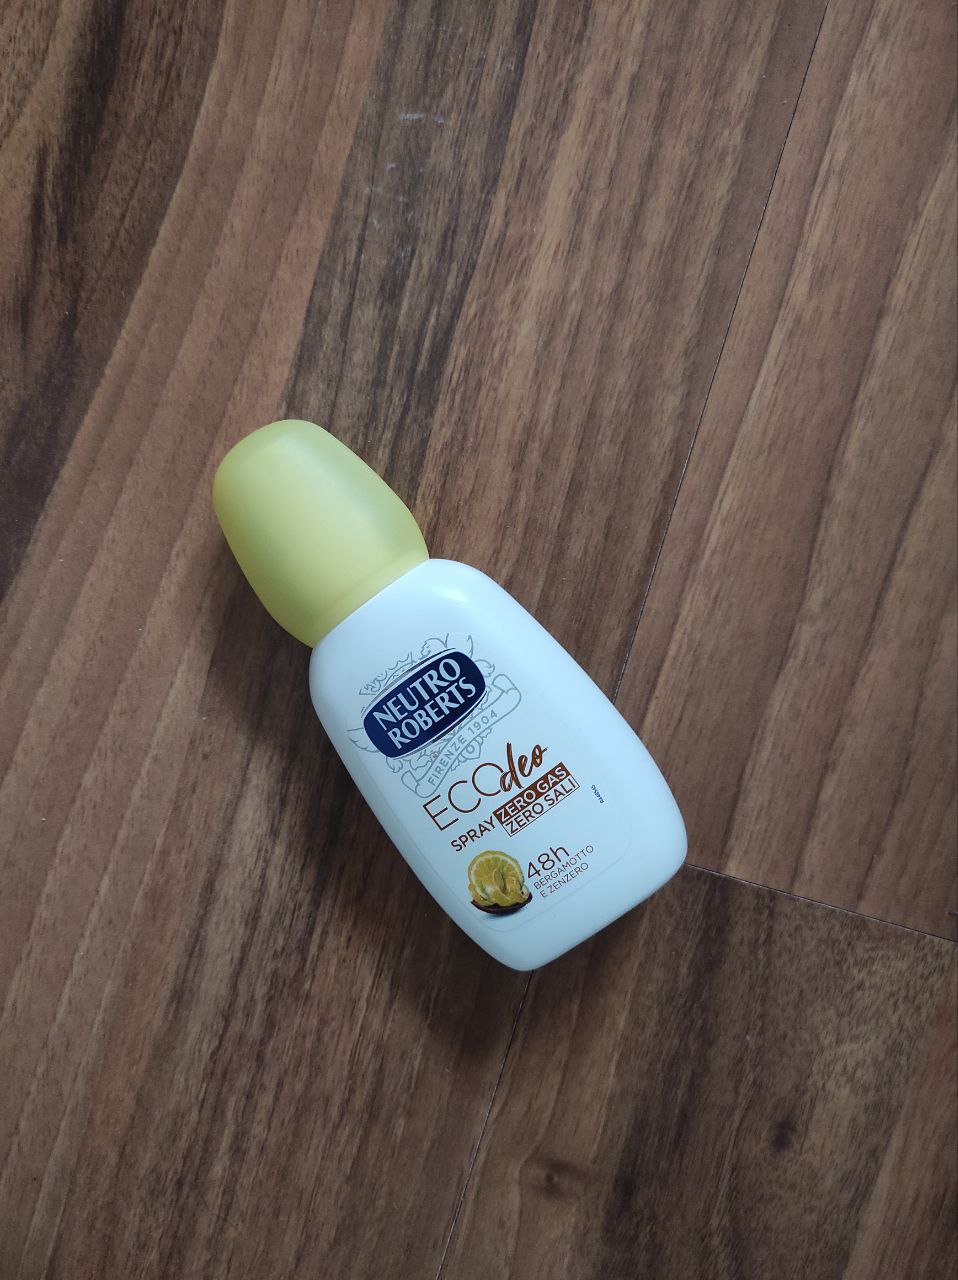 NEUTRO
ROBERTS
FIRENZE 1904
ECOdeo
SPRAY ZERO GAS
ZERO SALI
48h
BERGAMOTTO
E ZENZERO